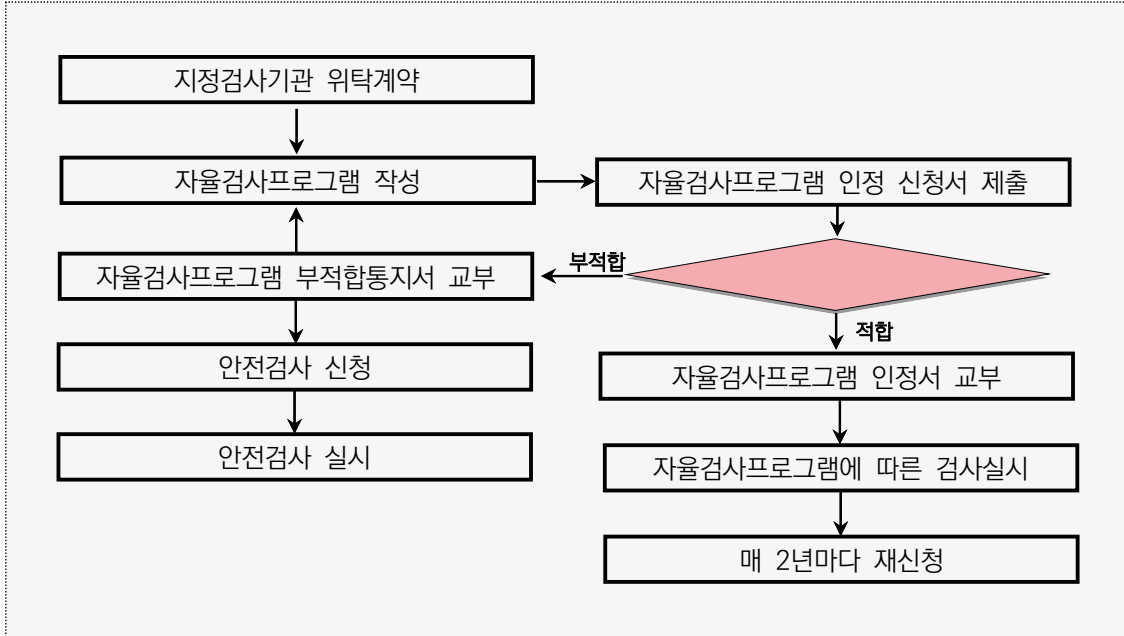 지정검사기관 위탁계약
자율검사프로그램 작성
자율검사프로그램 인정 신청서 제출
부적합
자율검사프로그램 부적합통지서 교부
적합
안전검사 신청
자율검사프로그램 인정서 교부
안전검사 실시
자율검사프로그램에 따른 검사실시
매 2년마다 재신청